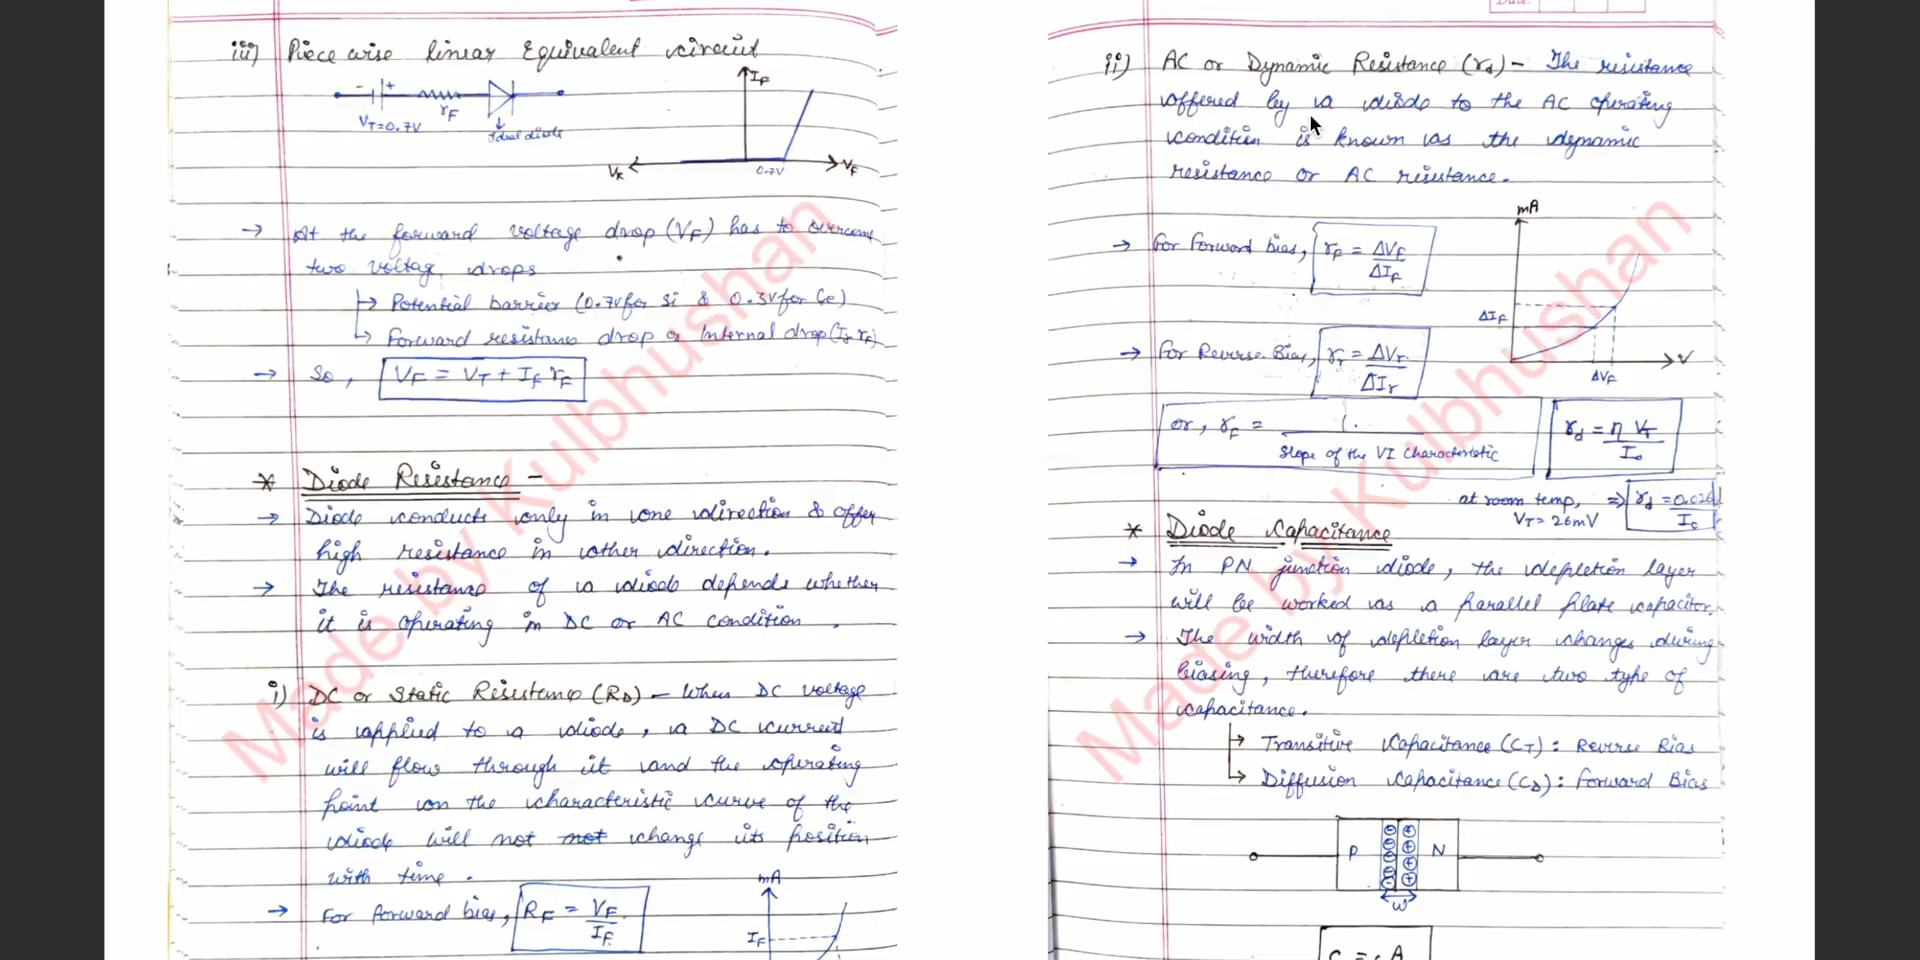 iii) Piece wise linear Equivalent circuit
- +
VT=0.7V
rF
Ideal diode
IF
VR
0.7V
VF
→ At the forward voltage drop (VF) has to overcome
two voltage drops
→ Potential barrier (0.7V for Si & 0.3V for Ge)
→ Forward resistance drop or Internal drop (IF rF)
→ So, VF = VT + If rF
* Diode Resistance -
→ Diode conducts only in one direction & offer
high resistance in other direction.
→ The resistance of a diode depends whether
it is operating in DC or AC condition.
i) DC or Static Resistance (RD) - When DC voltage
is applied to a diode, a DC current
will flow through it and the operating
point on the characteristic curve of the
diode will not not change its position
with time.
→ For forward bias, RF = VF / IF
mA
IF
Made by Kulbhushan
ii) AC or Dynamic Resistance (rd) - The resistance
offered by a diode to the AC operating
condition is known as the dynamic
resistance or AC resistance.
→ For Forward bias, rF = ΔVF / ΔIF
mA
ΔIF
V
ΔVF
→ For Reverse Bias, rr = ΔVr / ΔIr
or, rF = 1 / Slope of the VI Characteristic
rd = η VT / Io
at room temp, ⇒ rd = 0.026 / Io
VT = 26mV
* Diode Capacitance
→ In PN junction diode, the depletion layer
will be worked as a parallel plate capacitor.
→ The width of depletion layer changes during
biasing, therefore there are two type of
capacitance.
→ Transitive Capacitance (CT) : Reverse Bias
→ Diffusion Capacitance (CD) : Forward Bias
P N
W
Made by Kulbhushan